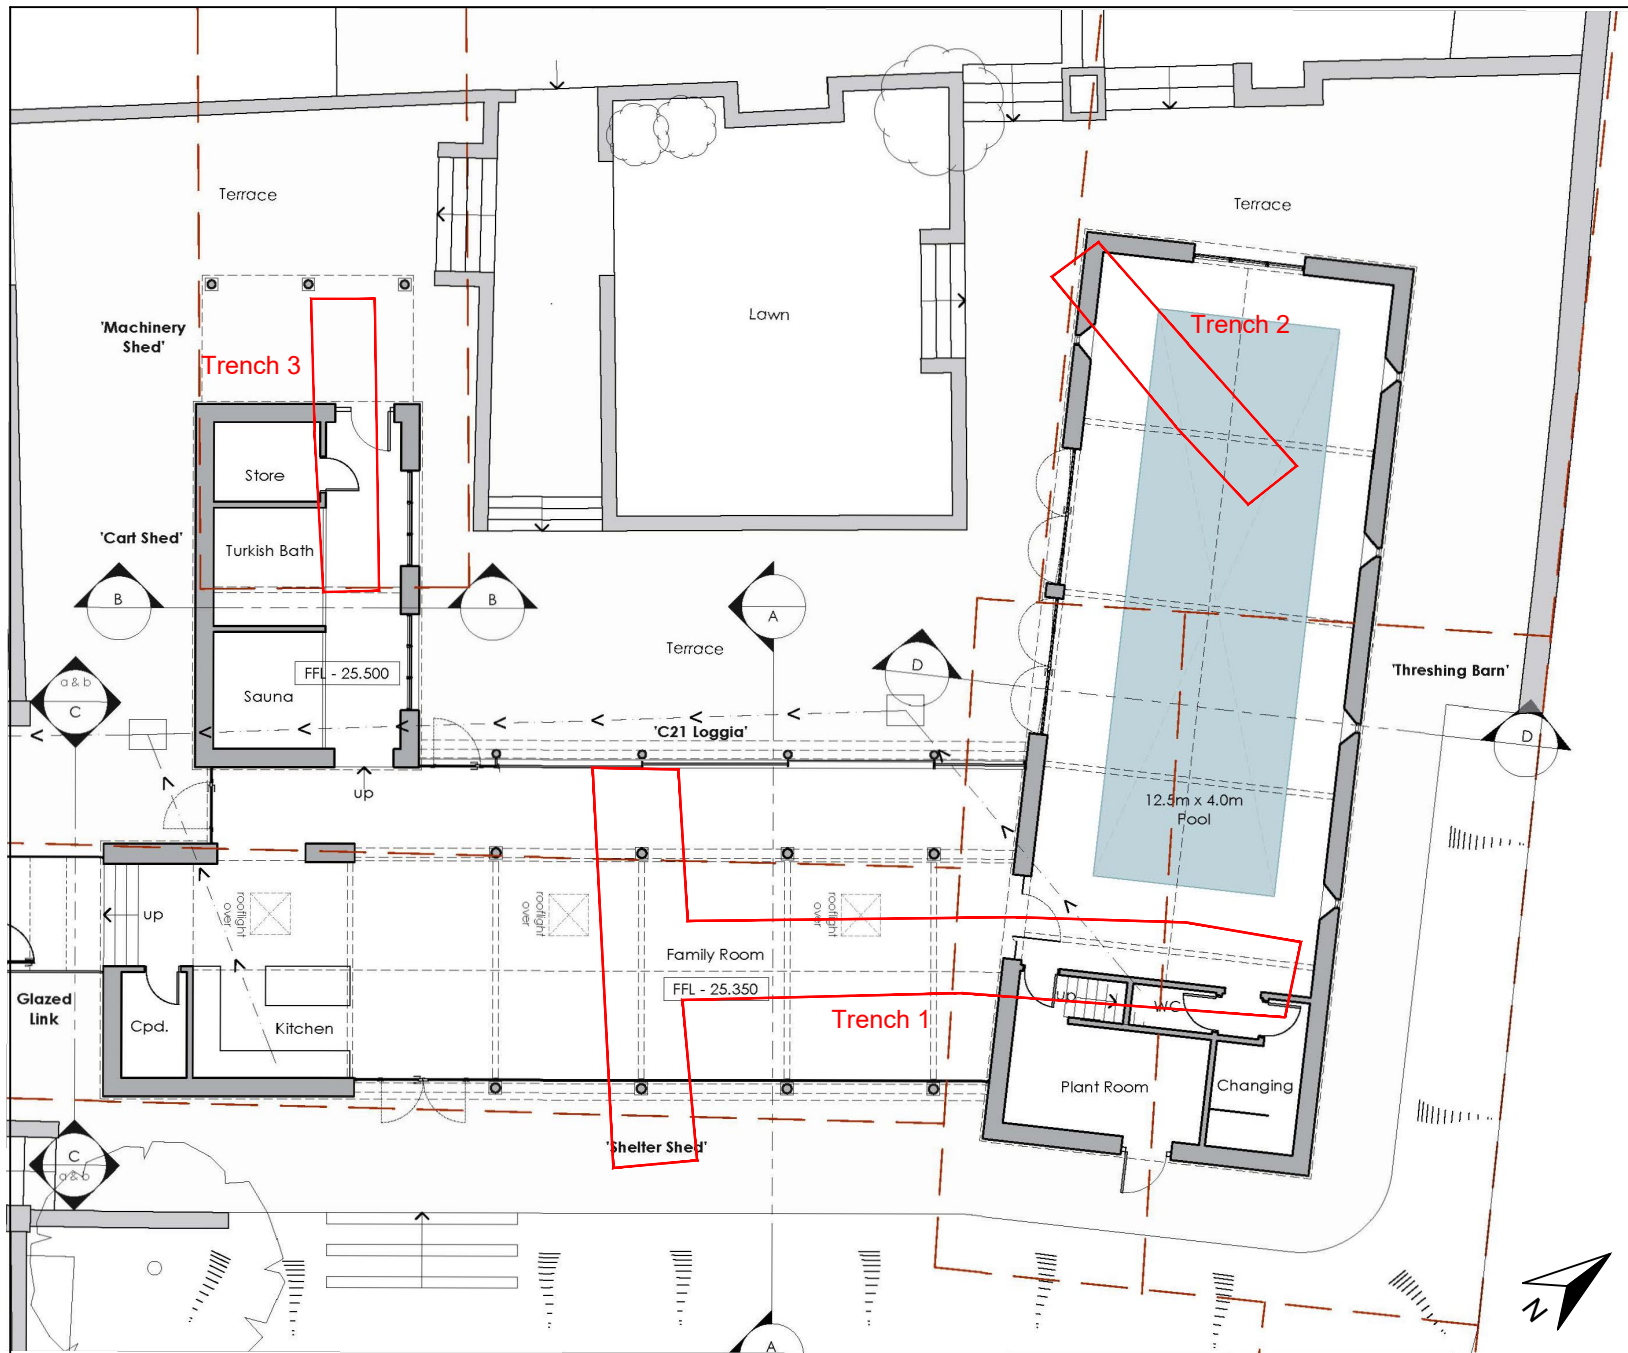 Terrace
Terrace
'Machinery
Shed'
Lawn
Trench 2
Trench 3
Store
'Cart Shed'
Turkish Bath
B
B
A
Terrace
D
FFL - 25.500
'Threshing Barn'
a & b
C
Sauna
'C21 Loggia'
D
up
12.5m x 4.0m
Pool
up
rooflight
over
rooflight
over
rooflight
over
Family Room
FFL - 25.350
Glazed
Link
Cpd.
Kitchen
up
WC
Trench 1
Plant Room
Changing
'Shelter Shed'
C
a & b
N
A